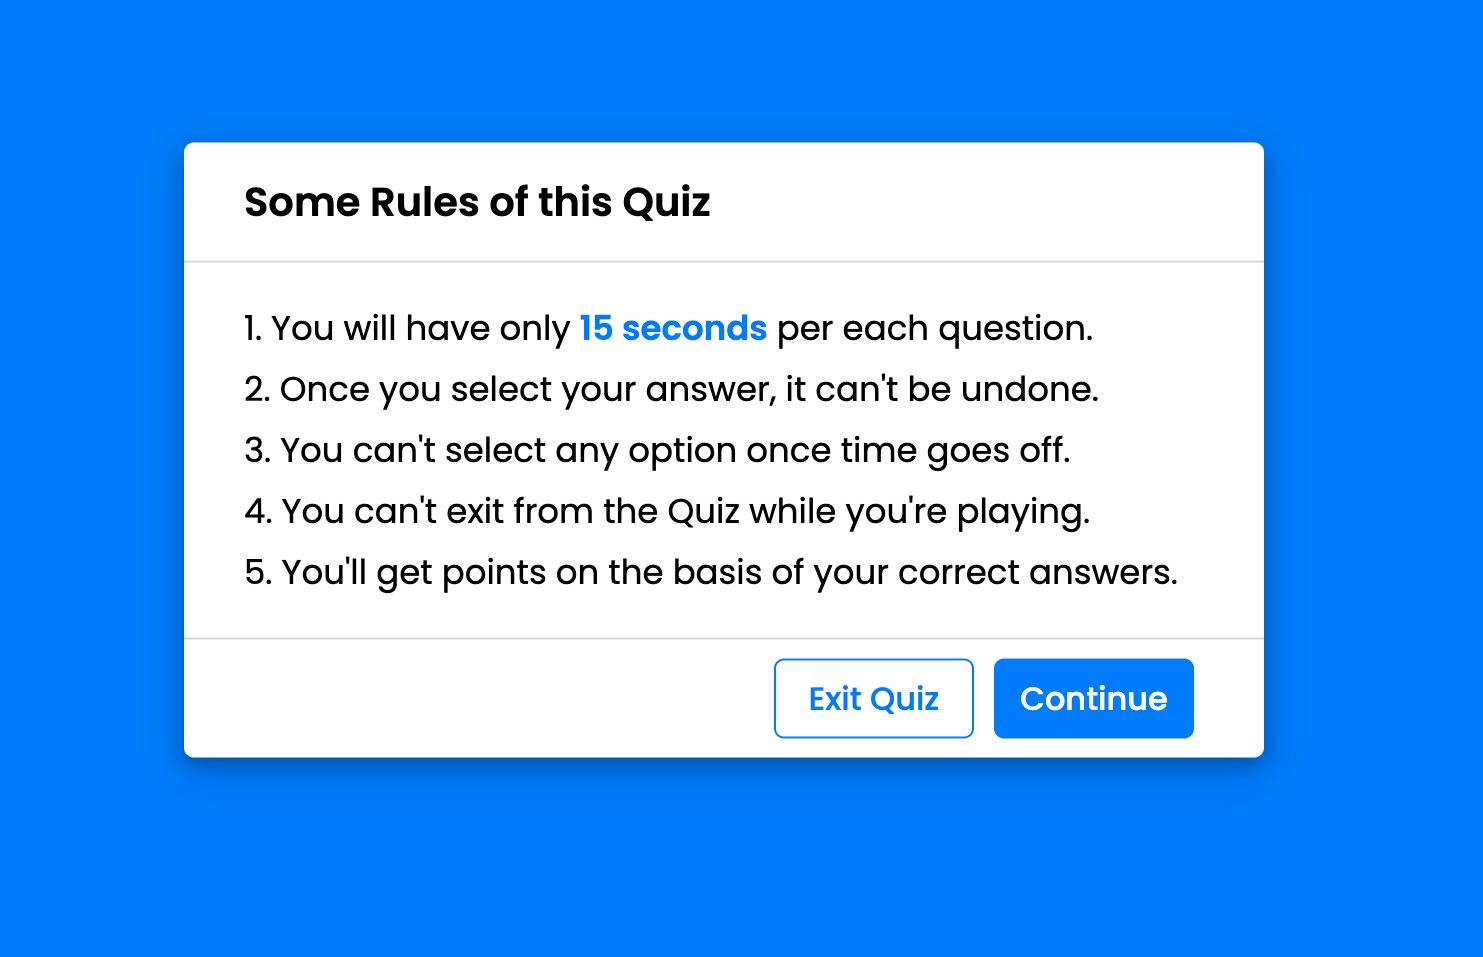 Some Rules of this Quiz
1. You will have only 15 seconds per each question.
2. Once you select your answer, it can't be undone.
3. You can't select any option once time goes off.
4. You can't exit from the Quiz while you're playing.
5. You'll get points on the basis of your correct answers.
Exit Quiz Continue